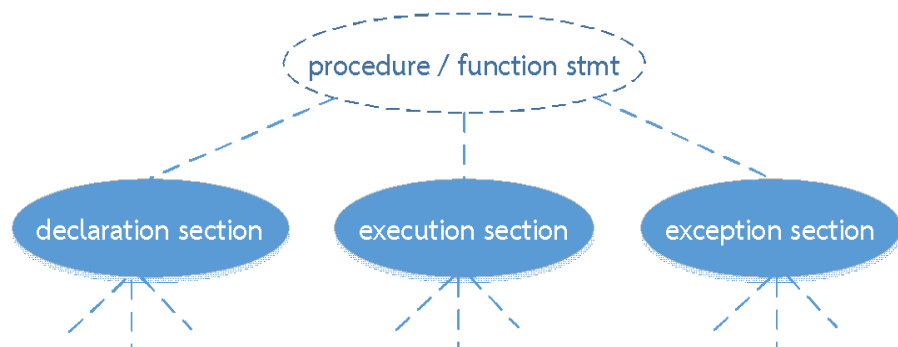 procedure / function stmt
declaration section
execution section
exception section